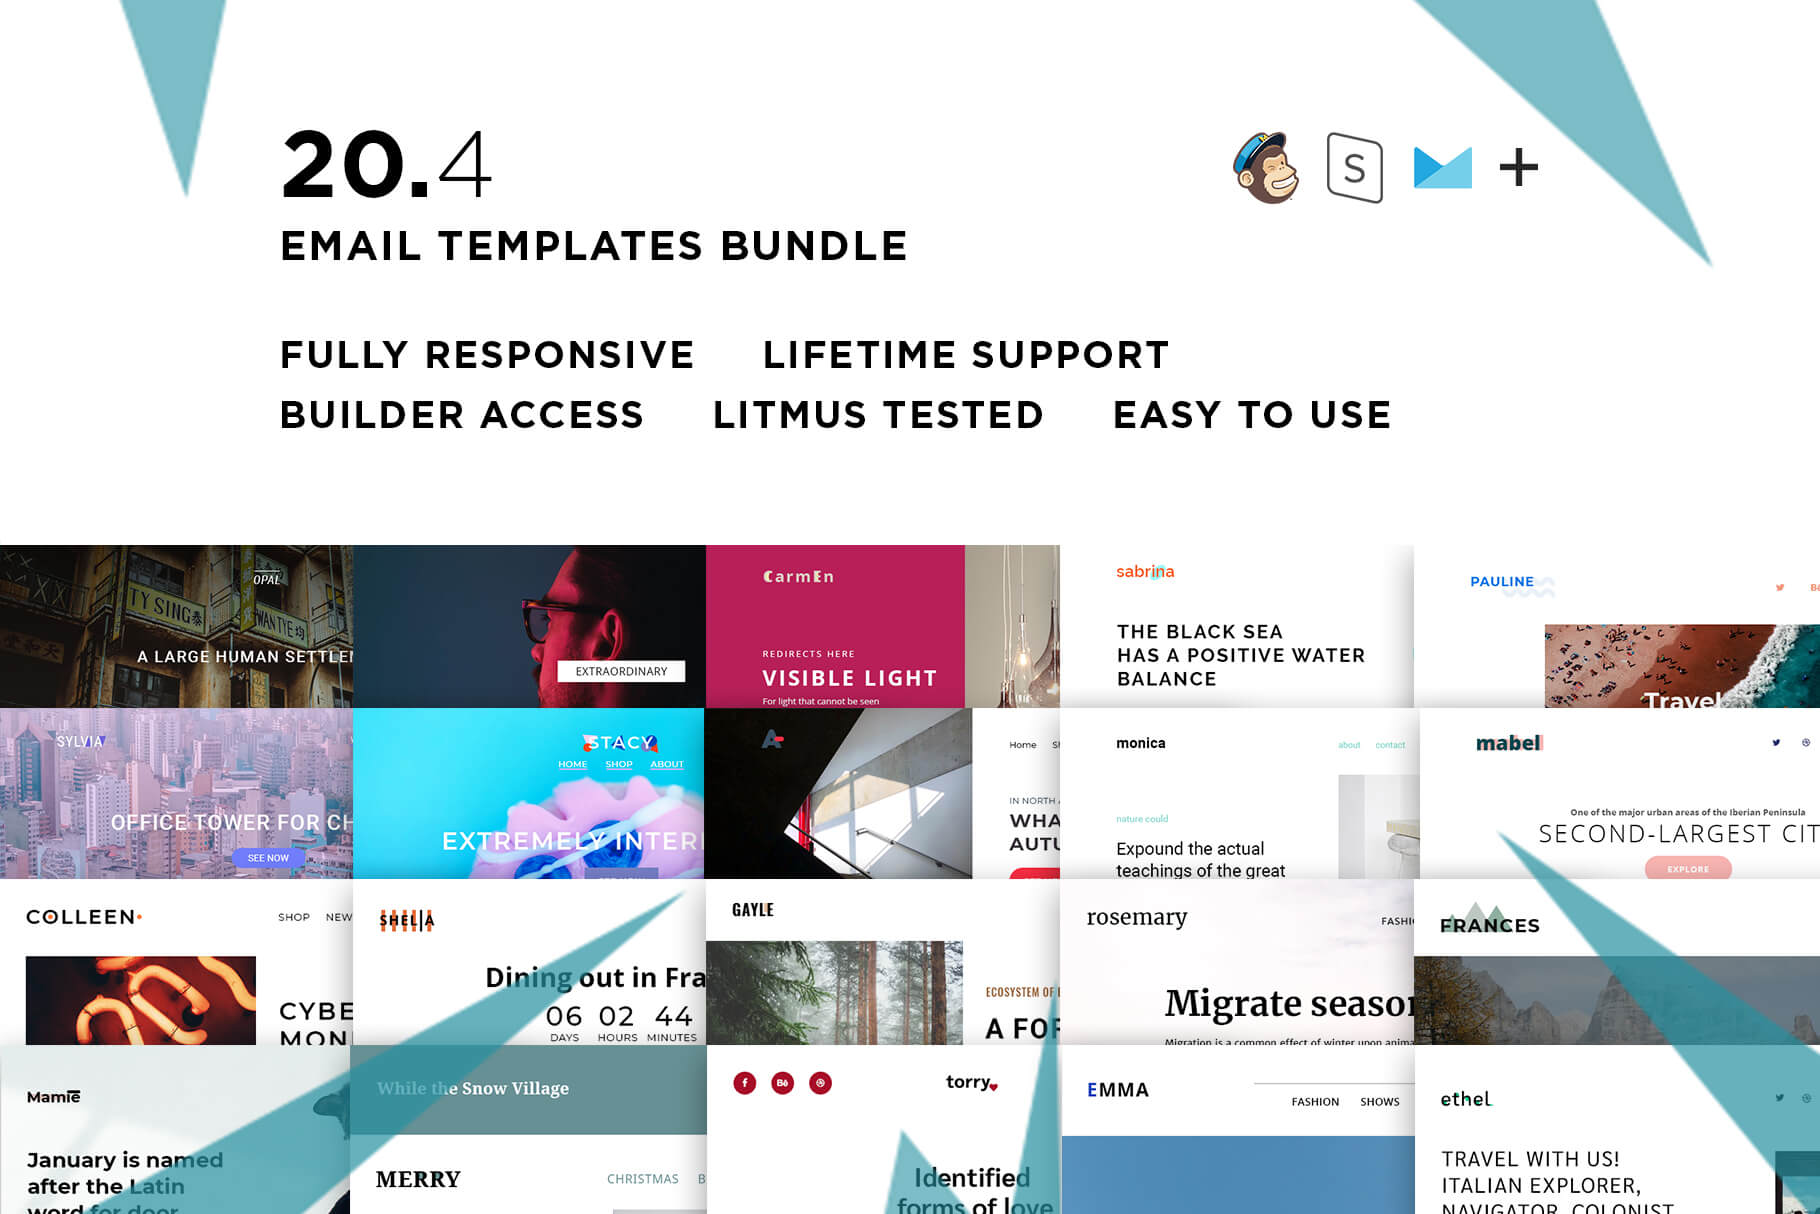 20.4
EMAIL TEMPLATES BUNDLE
S
FULLY RESPONSIVE LIFETIME SUPPORT
BUILDER ACCESS LITMUS TESTED EASY TO USE
OPAL
TY SING
WAN TYE
A LARGE HUMAN SETTLE
EXTRAORDINARY
CarmEn
REDIRECTS HERE
VISIBLE LIGHT
For light that cannot be seen
sabrina
THE BLACK SEA
HAS A POSITIVE WATER
BALANCE
PAULINE
Travel
SYLVIA
OFFICE TOWER FOR CH
SEE NOW
STACY
HOME SHOP ABOUT
EXTREMELY INTER
A
Home
IN NORTH
WHA
AUTU
monica
about contact
nature could
Expound the actual
teachings of the great
mabel
One of the major urban areas of the Iberian Peninsula
SECOND-LARGEST CIT
EXPLORE
COLLEEN
SHOP NEW
CYBE
MON
SHELIA
Dining out in Fra
06 02 44
DAYS HOURS MINUTES
GAYLE
ECOSYSTEM OF
A FO
rosemary
FASHIO
Migrate seaso
Migration is a common effect of winter upon anima
FRANCES
Mamie
January is named
after the Latin
word for door
While the Snow Village
MERRY
CHRISTMAS B
torry
Identified
forms of love
EMMA
FASHION SHOWS
ethel
TRAVEL WITH US!
ITALIAN EXPLORER,
NAVIGATOR, COLONIST